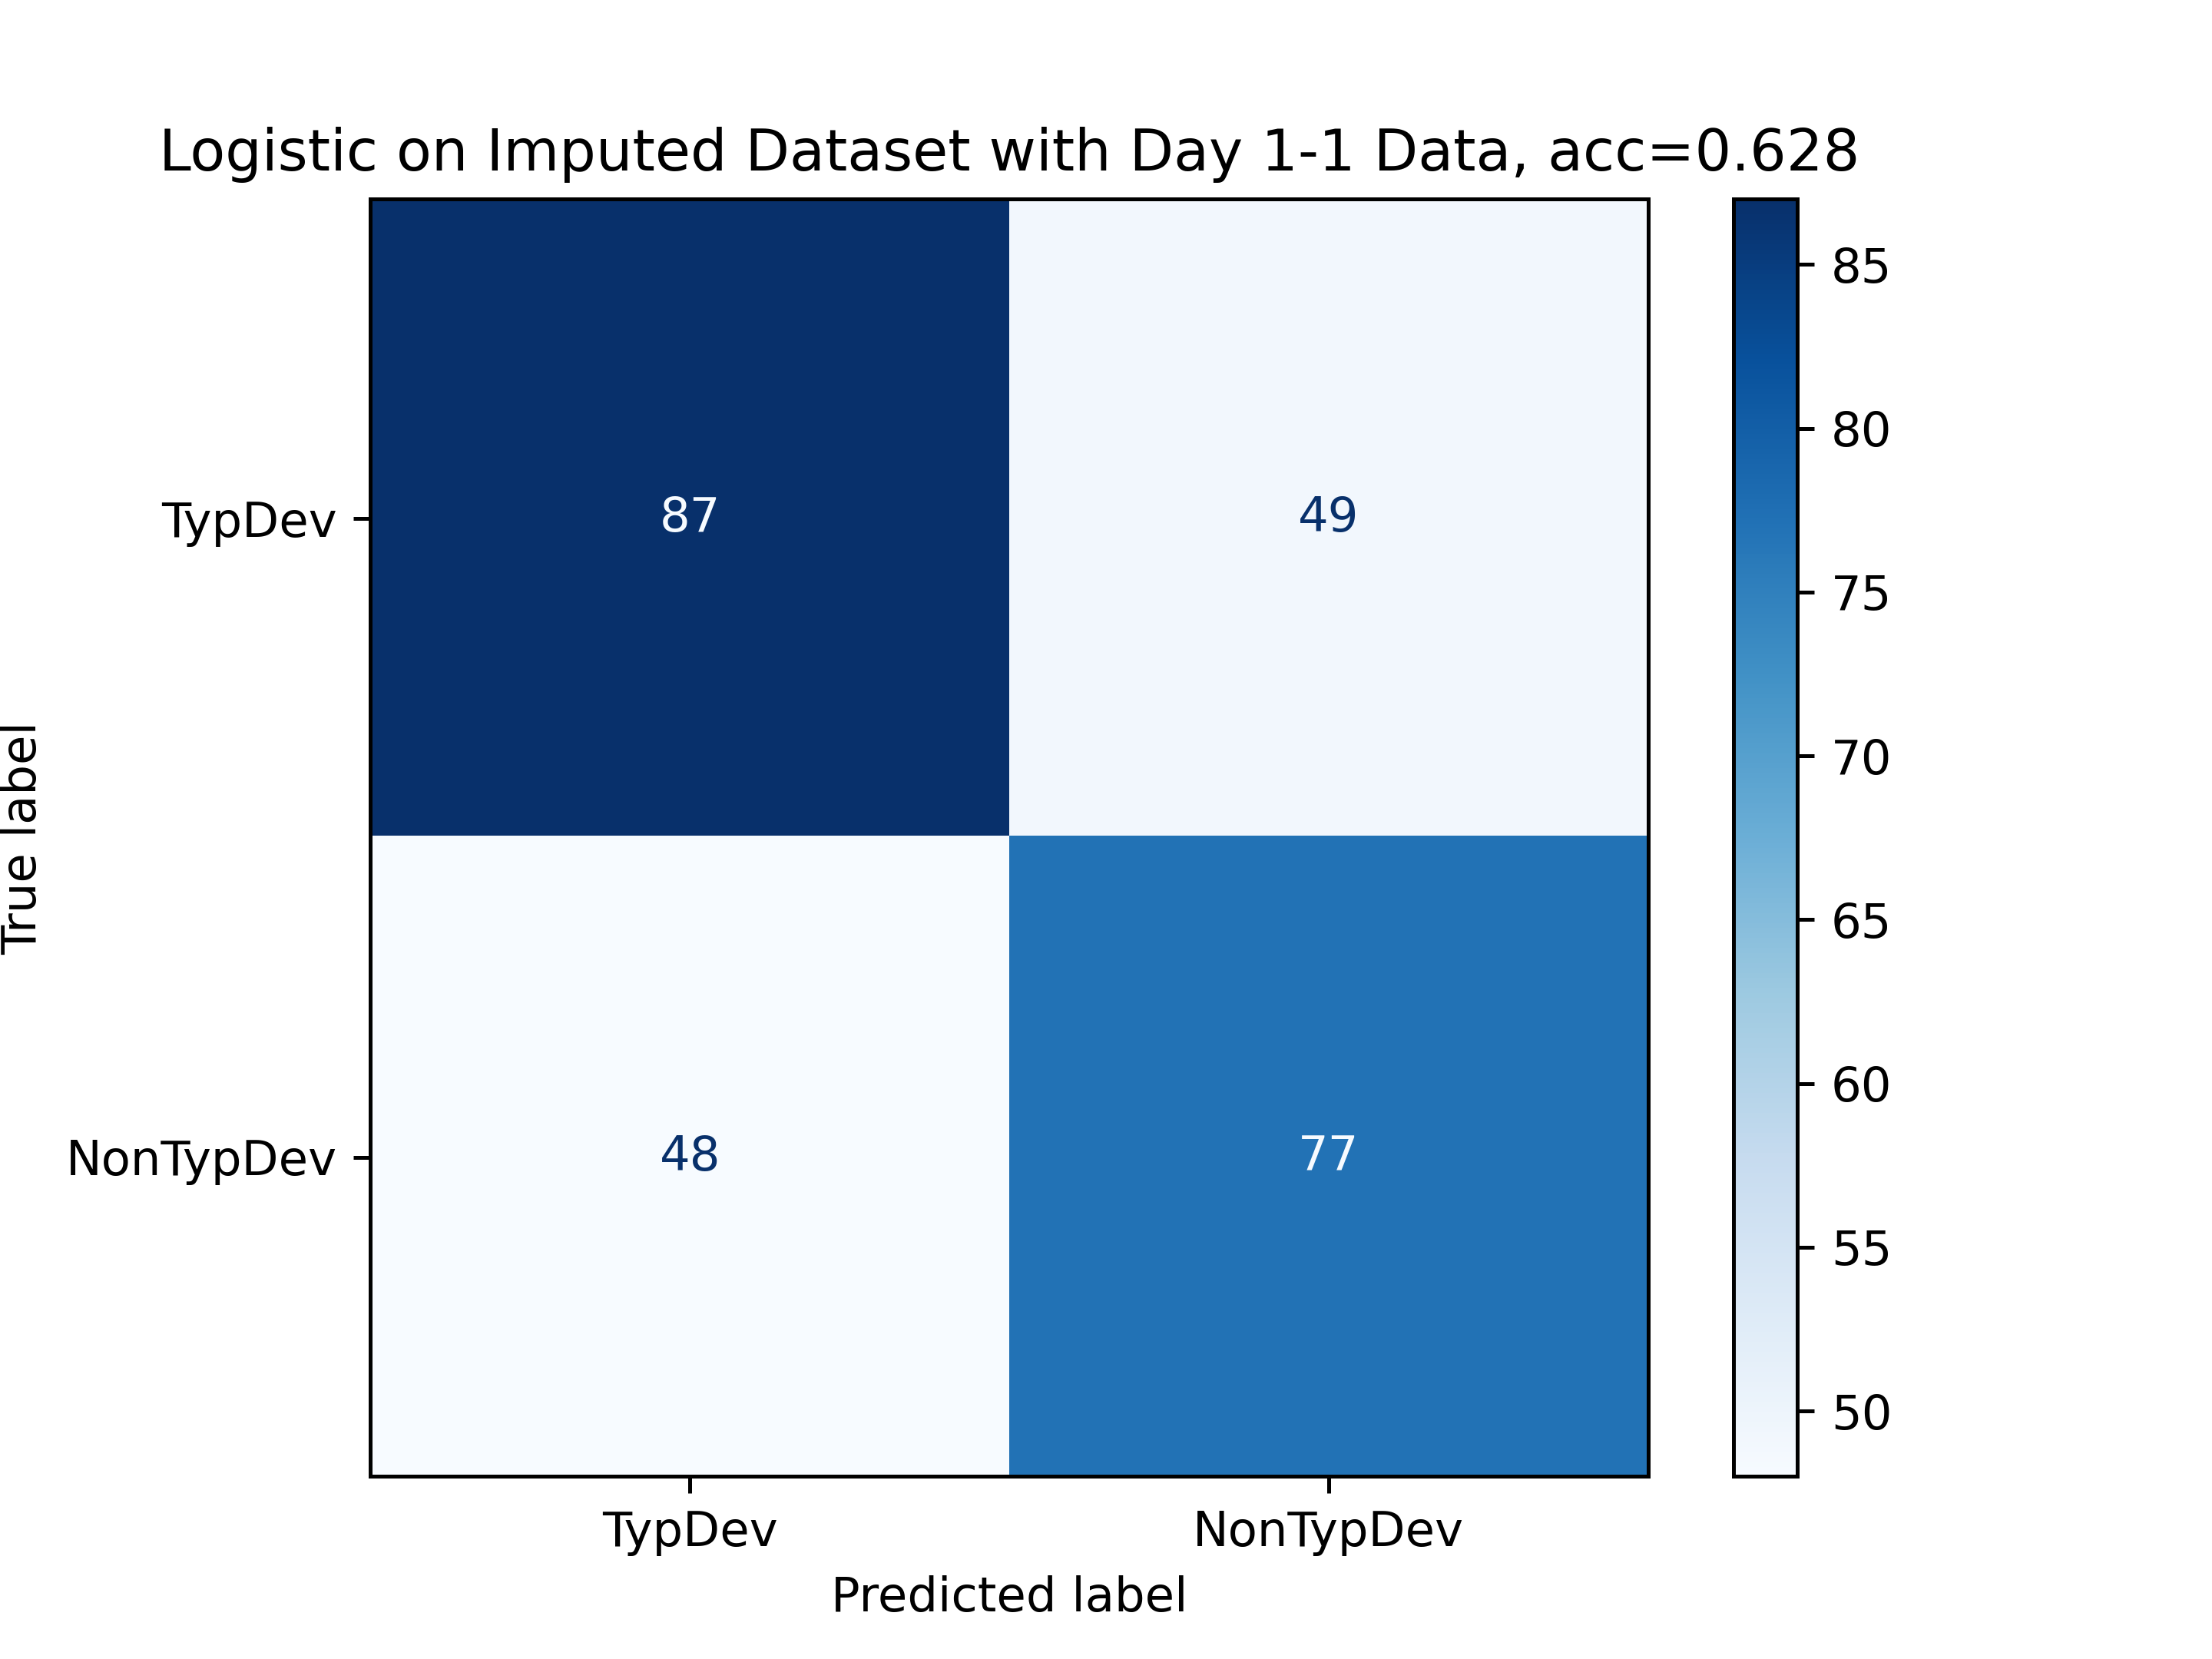 Logistic on Imputed Dataset with Day 1-1 Data, acc=0.628
85
80
75
70
65
60
55
50
True label
TypDev
87
49
NonTypDev
48
77
TypDev
NonTypDev
Predicted label